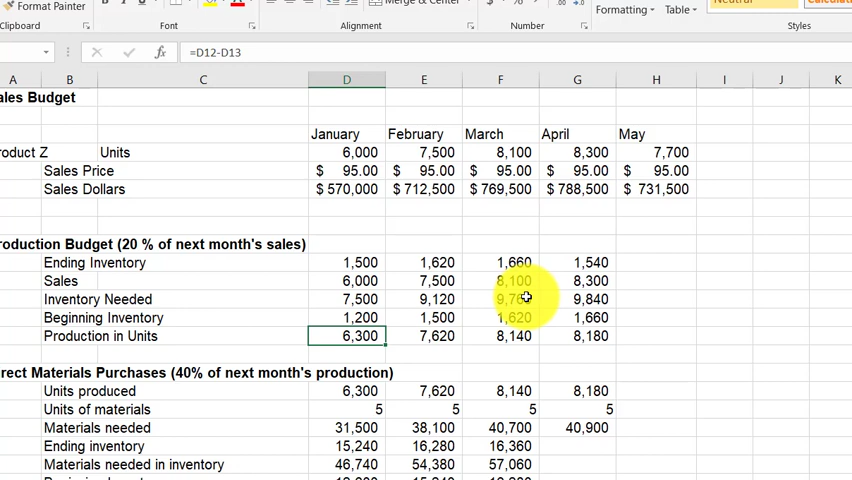 Format Painter
Merge & Center
$ %
Formatting
Table
Neutral
Clipboard
Font
Alignment
Number
Styles
fx =D12-D13
A B C D E F G H I J K
ales Budget
January February March April May
roduct Z Units 6,000 7,500 8,100 8,300 7,700
Sales Price $ 95.00 $ 95.00 $ 95.00 $ 95.00 $ 95.00
Sales Dollars $ 570,000 $ 712,500 $ 769,500 $ 788,500 $ 731,500
roduction Budget (20 % of next month's sales)
Ending Inventory 1,500 1,620 1,660 1,540
Sales 6,000 7,500 8,100 8,300
Inventory Needed 7,500 9,120 9,840
Beginning Inventory 1,200 1,500 1,620 1,660
Production in Units 6,300 7,620 8,140 8,180
rect Materials Purchases (40% of next month's production)
Units produced 6,300 7,620 8,140 8,180
Units of materials 5 5 5 5
Materials needed 31,500 38,100 40,700 40,900
Ending inventory 15,240 16,280 16,360
Materials needed in inventory 46,740 54,380 57,060